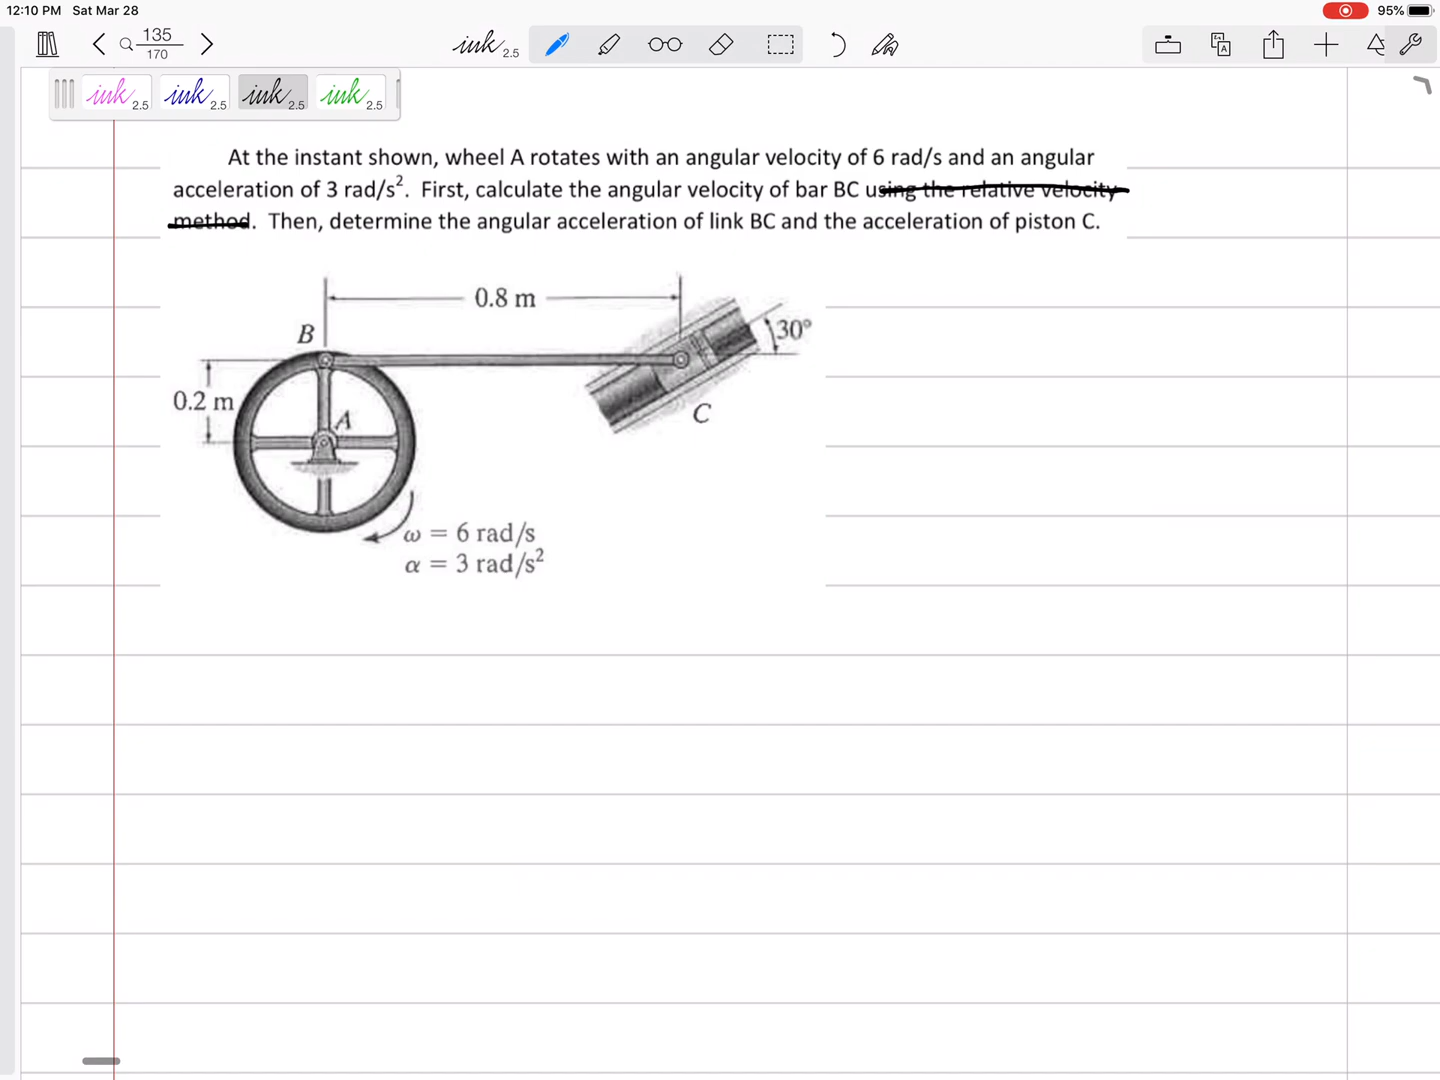 12:10 PM Sat Mar 28
95%
135
170
ink 2.5
ink 2.5
ink 2.5
ink 2.5
ink 2.5
At the instant shown, wheel A rotates with an angular velocity of 6 rad/s and an angular
acceleration of 3 rad/s². First, calculate the angular velocity of bar BC using the relative velocity
method. Then, determine the angular acceleration of link BC and the acceleration of piston C.
0.8 m
B
30°
0.2 m
A
C
ω = 6 rad/s
α = 3 rad/s²